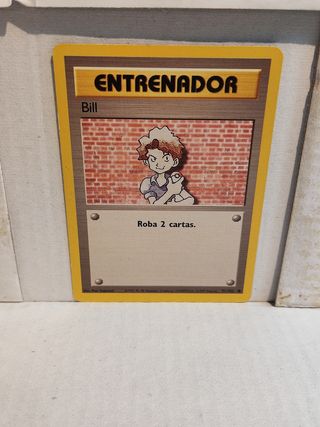 ENTRENADOR
Bill
Roba 2 cartas.